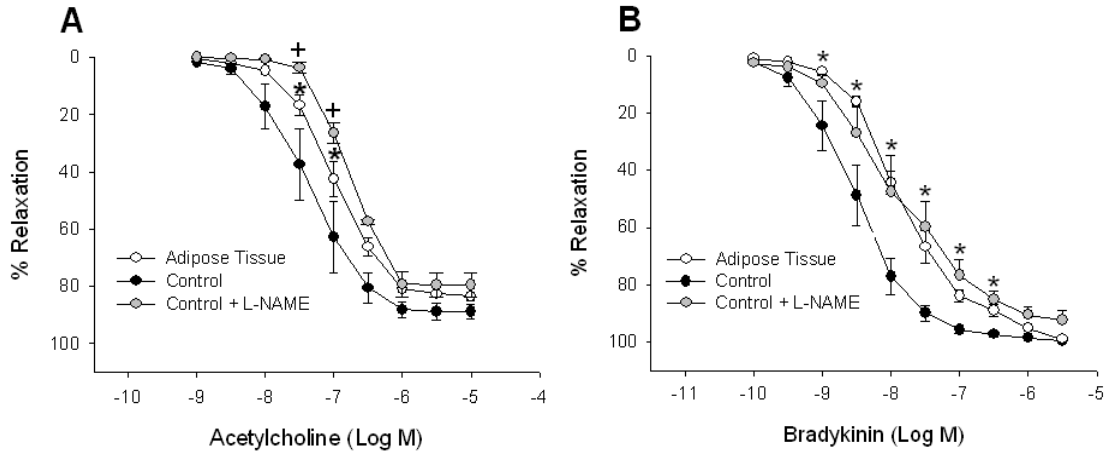 A
+
*
+
*
0
20
40
60
80
100
% Relaxation
Adipose Tissue
Control
Control + L-NAME
-10 -9 -8 -7 -6 -5 -4
Acetylcholine (Log M)
B
* * * * * *
0
20
40
60
80
100
% Relaxation
Adipose Tissue
Control
Control + L-NAME
-11 -10 -9 -8 -7 -6 -5
Bradykinin (Log M)